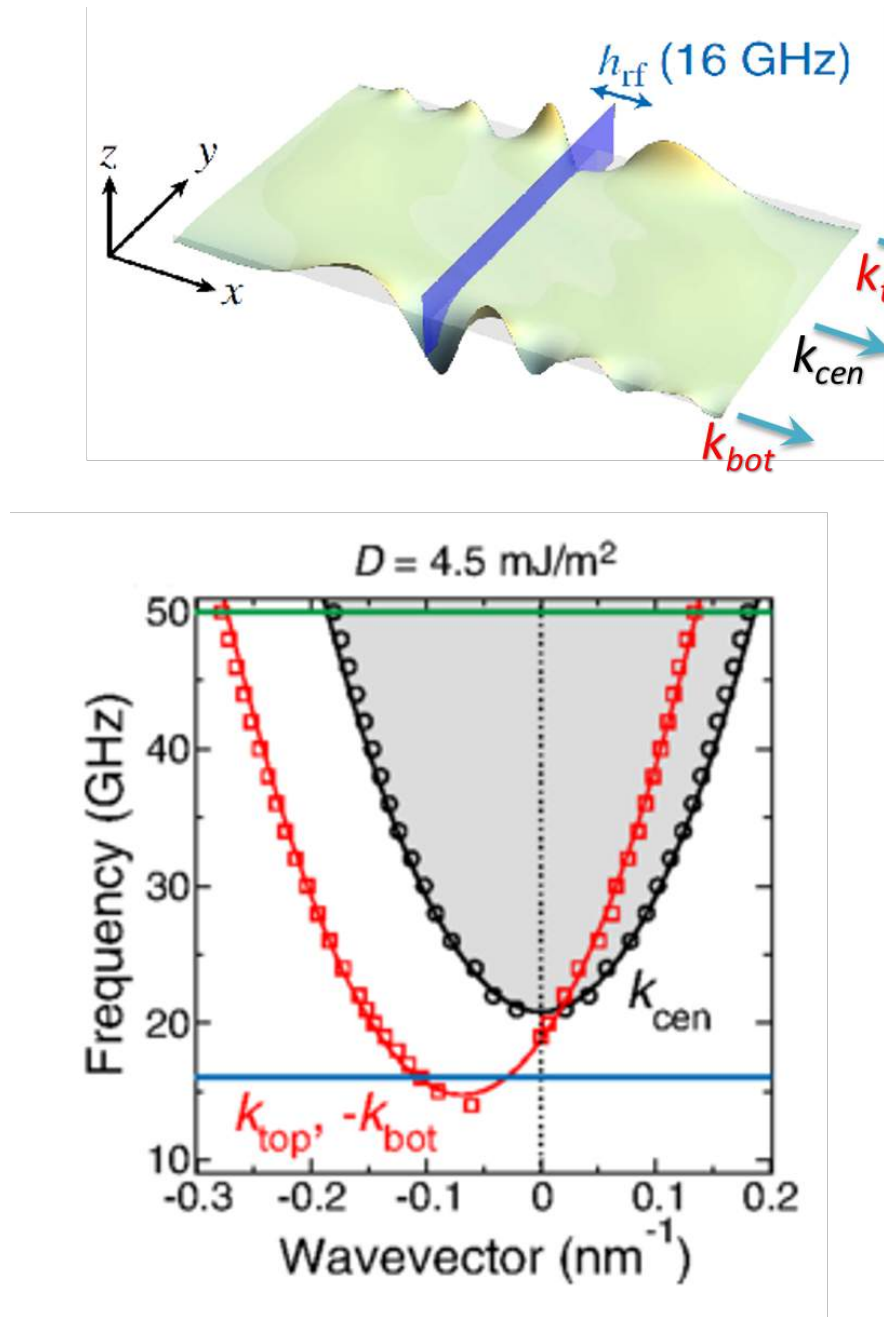 h_rf (16 GHz)
z
y
x
k_t
k_cen
k_bot
D = 4.5 mJ/m²
50
40
30
20
10
Frequency (GHz)
k_cen
k_top, -k_bot
-0.3 -0.2 -0.1 0 0.1 0.2
Wavevector (nm⁻¹)